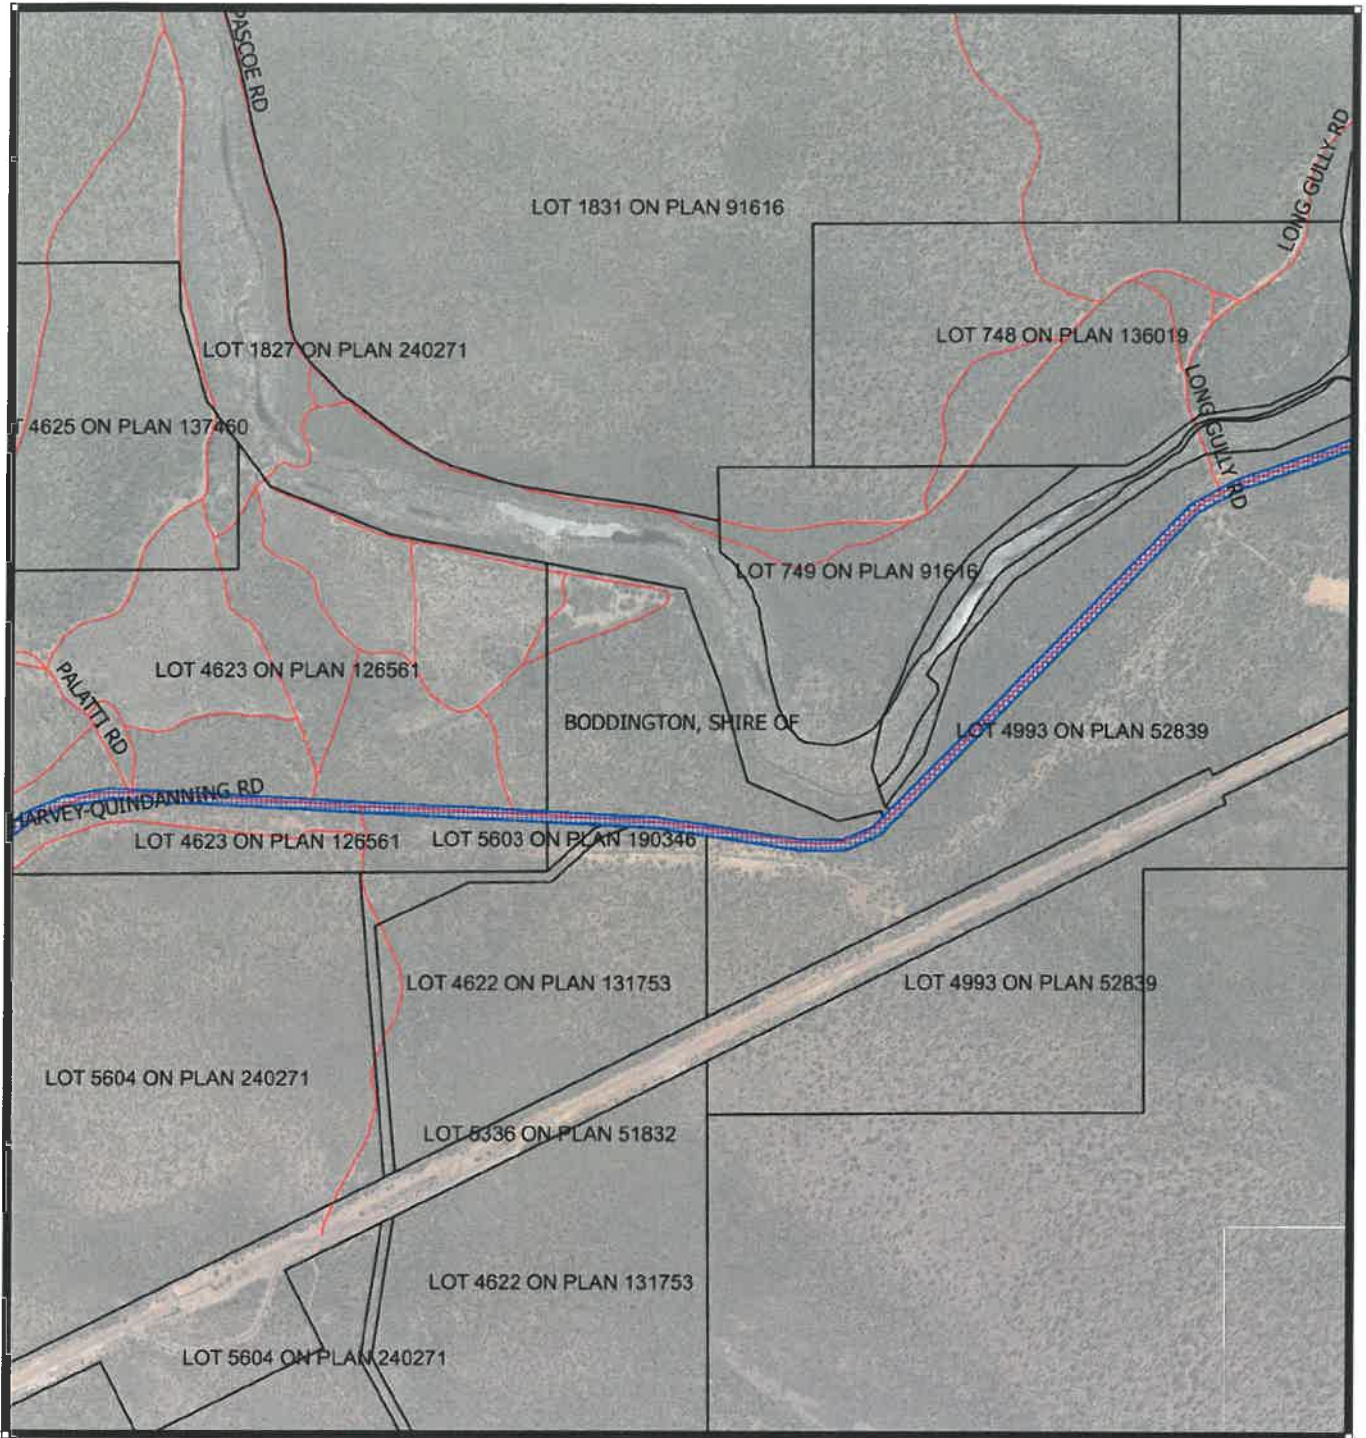 PASCOE RD
LONG GULLY RD
LOT 1831 ON PLAN 91616
LOT 748 ON PLAN 136019
LOT 1827 ON PLAN 240271
LONG GULLY RD
4625 ON PLAN 137460
LOT 749 ON PLAN 91616
LOT 4623 ON PLAN 126561
PALATTI RD
BODDINGTON, SHIRE OF
LOT 4993 ON PLAN 52839
HARVEY-QUINDANNING RD
LOT 4623 ON PLAN 126561
LOT 5603 ON PLAN 190346
LOT 4622 ON PLAN 131753
LOT 4993 ON PLAN 52839
LOT 5604 ON PLAN 240271
LOT 5336 ON PLAN 51832
LOT 4622 ON PLAN 131753
LOT 5604 ON PLAN 240271